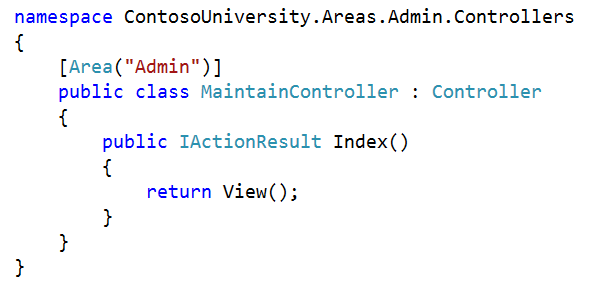 namespace ContosoUniversity.Areas.Admin.Controllers
{
    [Area("Admin")]
    public class MaintainController : Controller
    {
        public IActionResult Index()
        {
            return View();
        }
    }
}